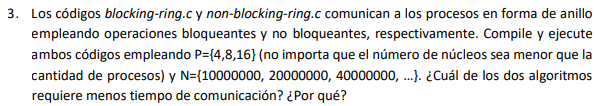 3. Los códigos blocking-ring.c y non-blocking-ring.c comunican a los procesos en forma de anillo
empleando operaciones bloqueantes y no bloqueantes, respectivamente. Compile y ejecute
ambos códigos empleando P={4,8,16} (no importa que el número de núcleos sea menor que la
cantidad de procesos) y N={10000000, 20000000, 40000000, ...}. ¿Cuál de los dos algoritmos
requiere menos tiempo de comunicación? ¿Por qué?